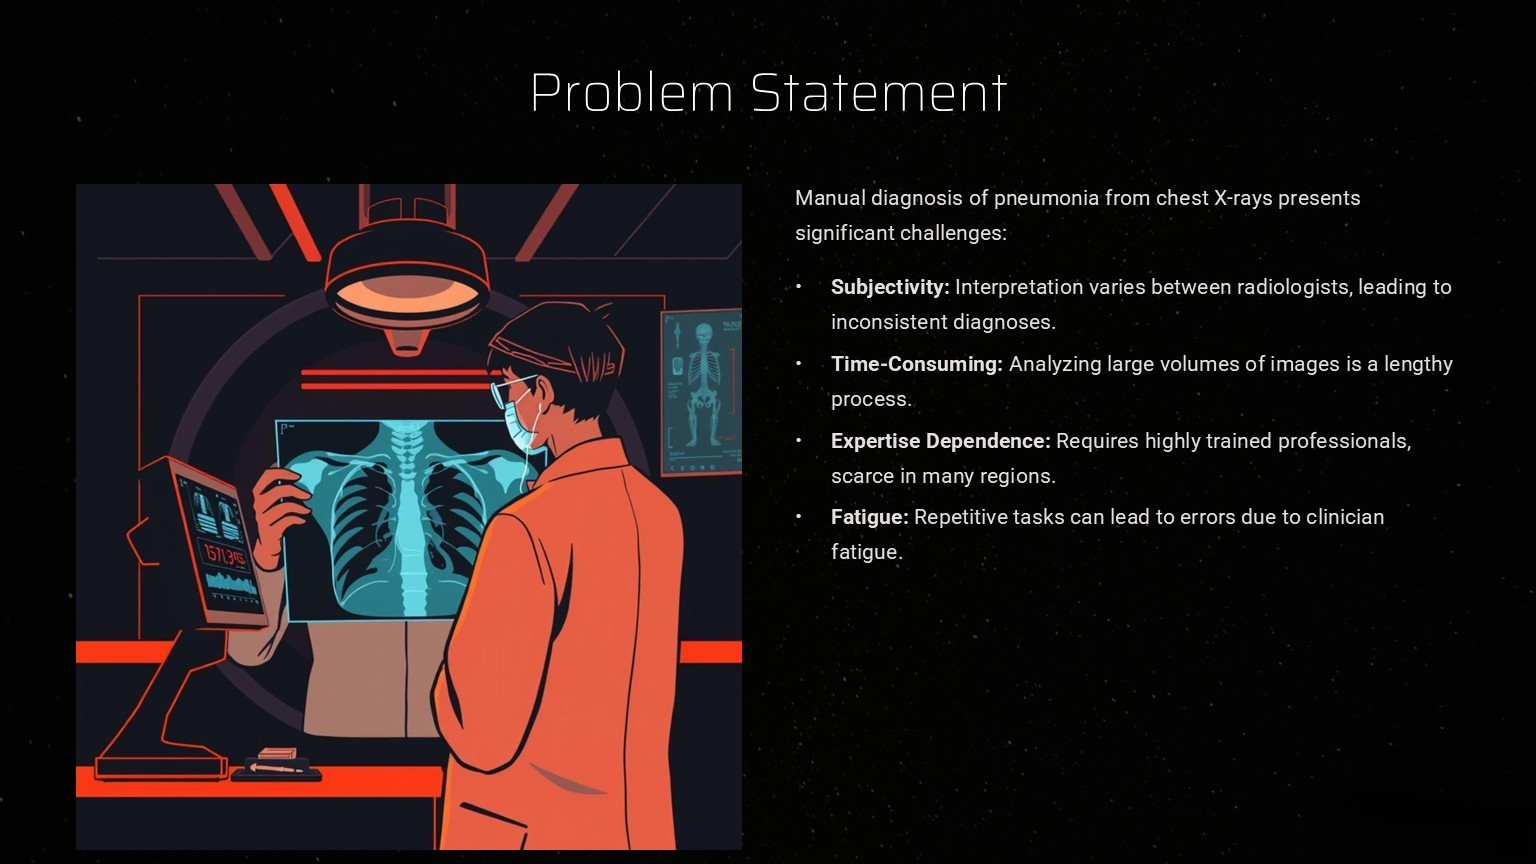 Problem Statement
Manual diagnosis of pneumonia from chest X-rays presents
significant challenges:
• Subjectivity: Interpretation varies between radiologists, leading to
inconsistent diagnoses.
• Time-Consuming: Analyzing large volumes of images is a lengthy
process.
• Expertise Dependence: Requires highly trained professionals,
scarce in many regions.
• Fatigue: Repetitive tasks can lead to errors due to clinician
fatigue.